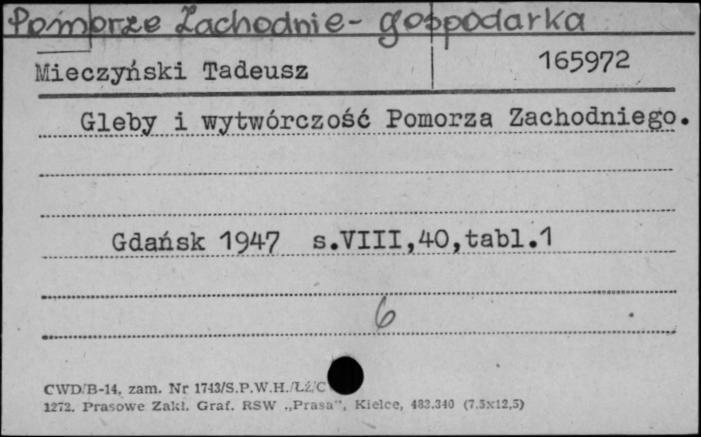 Pomorze Zachodnie - gospodarka
Mieczyński Tadeusz 165972
Gleby i wytwórczość Pomorza Zachodniego.
Gdańsk 1947 s.VIII,40,tabl.1
6
CWD/B-14, zam. Nr 1743/S.P.W.H./LŹ/C
1272. Prasowe Zakł. Graf. RSW „Prasa", Kielce, 483.340 (7.5x12,5)